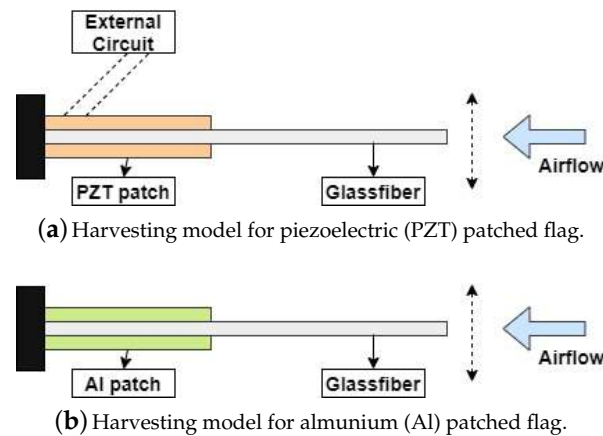 External
Circuit
PZT patch
Glassfiber
Airflow
(a) Harvesting model for piezoelectric (PZT) patched flag.
Al patch
Glassfiber
Airflow
(b) Harvesting model for almunium (Al) patched flag.